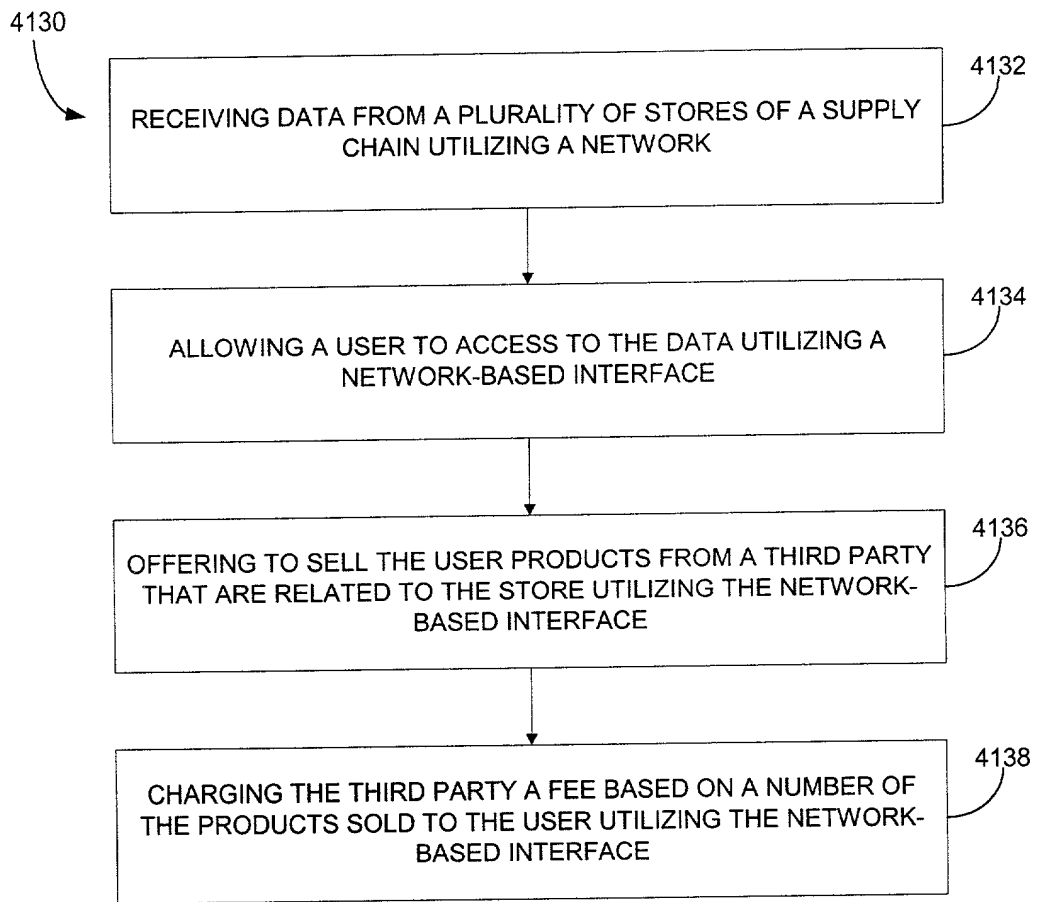 4130
4132
RECEIVING DATA FROM A PLURALITY OF STORES OF A SUPPLY
CHAIN UTILIZING A NETWORK
4134
ALLOWING A USER TO ACCESS TO THE DATA UTILIZING A
NETWORK-BASED INTERFACE
4136
OFFERING TO SELL THE USER PRODUCTS FROM A THIRD PARTY
THAT ARE RELATED TO THE STORE UTILIZING THE NETWORK-
BASED INTERFACE
4138
CHARGING THE THIRD PARTY A FEE BASED ON A NUMBER OF
THE PRODUCTS SOLD TO THE USER UTILIZING THE NETWORK-
BASED INTERFACE